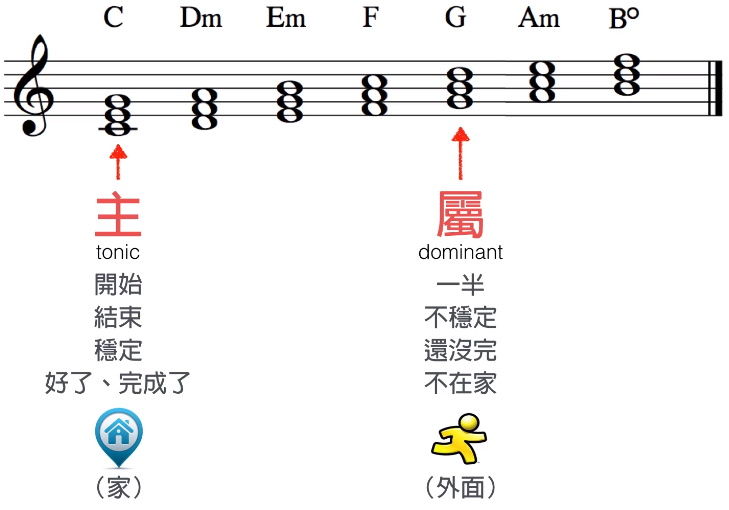 C Dm Em F G Am B°
主 屬
tonic dominant
開始 一半
結束 不穩定
穩定 還沒完
好了、完成了 不在家
（家） （外面）